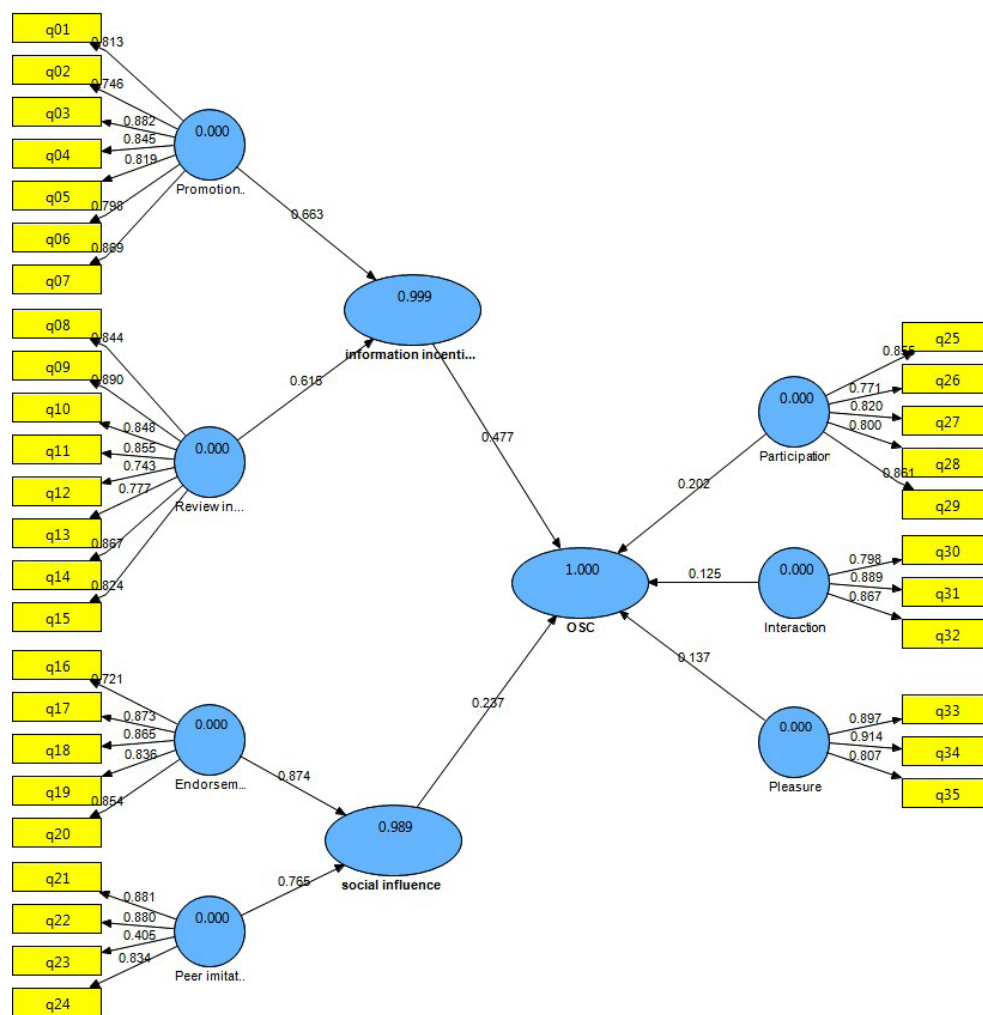 q01
0.813
q02
0.746
q03
0.882
0.000
q04
0.845
0.819
q05
Promotion..
0.798
q06
0.663
0.869
q07
0.999
q08
0.844
information incenti...
q09
0.890
0.615
q10
0.848
q11
0.855
0.000
0.743
q12
0.777
Review in...
q13
0.867
q14
0.824
q15
0.477
q25
0.855
q26
0.771
0.000
0.820
q27
0.800
Participation
q28
0.861
q29
0.202
1.000
OSC
0.125
q30
0.798
0.000
0.889
q31
0.867
Interaction
q32
0.137
q33
0.897
0.000
0.914
q34
0.807
Pleasure
q35
q16
0.721
q17
0.873
0.000
0.865
q18
0.836
q19
Endorsem...
0.854
q20
0.874
0.237
0.989
social influence
q21
0.881
0.765
q22
0.880
0.000
0.405
q23
0.834
Peer imitat..
q24